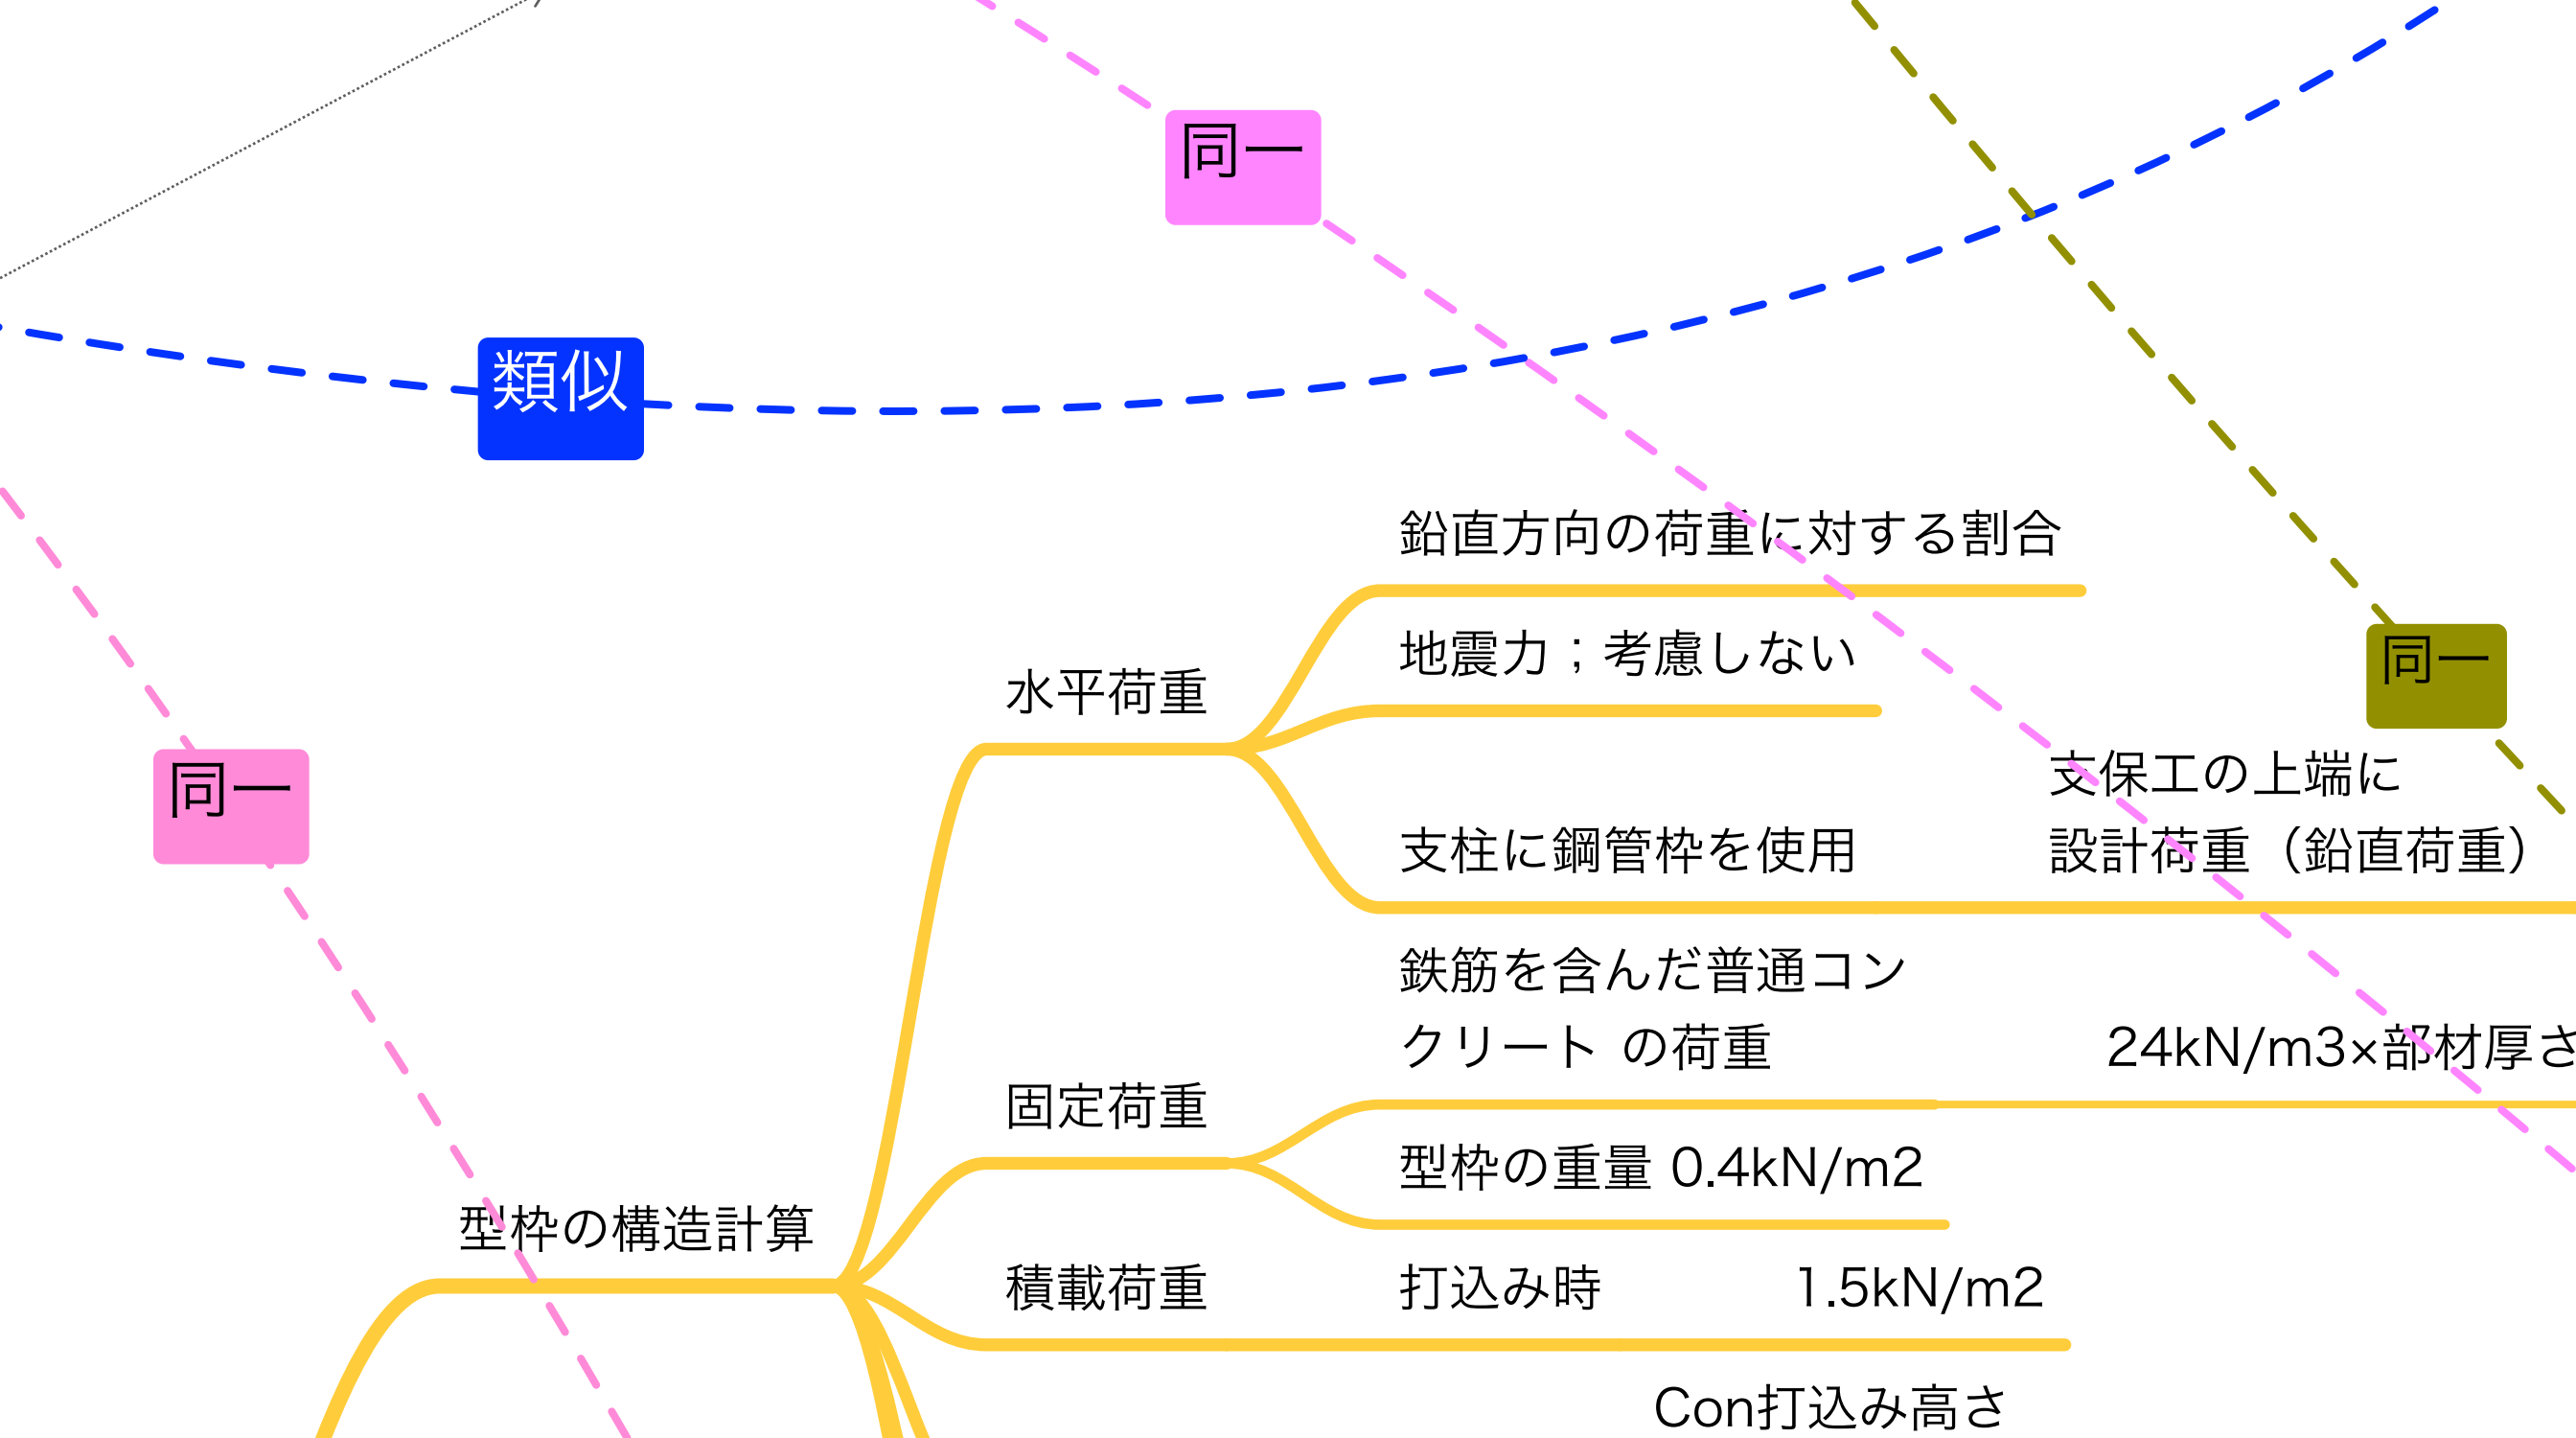 同一
類似
鉛直方向の荷重に対する割合
地震力；考慮しない
同一
水平荷重
同一
支保工の上端に
支柱に鋼管枠を使用
設計荷重（鉛直荷重）
鉄筋を含んだ普通コン
クリート の荷重
24kN/m3×部材厚さ
固定荷重
型枠の重量 0.4kN/m2
型枠の構造計算
積載荷重
打込み時
1.5kN/m2
Con打込み高さ